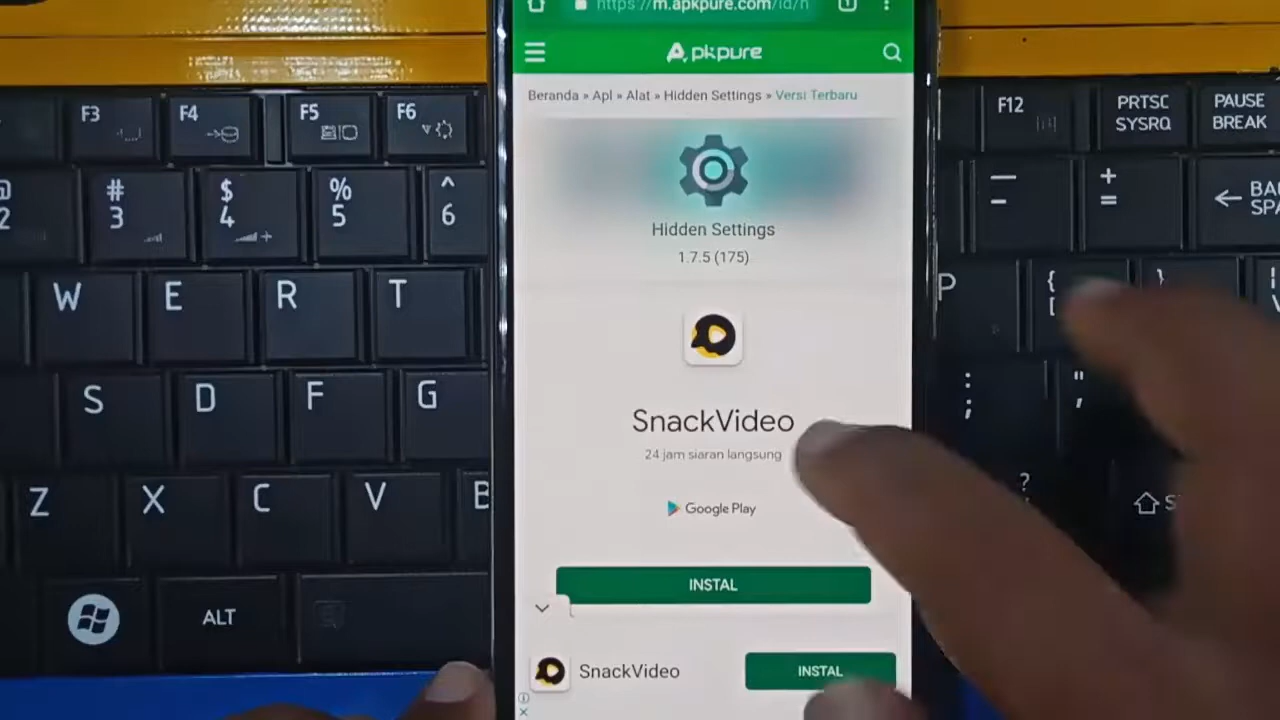 https://m.apkpure.com/id/h
1
Apkpure
Beranda » Apl » Alat » Hidden Settings » Versi Terbaru
Hidden Settings
1.7.5 (175)
SnackVideo
24 jam siaran langsung
Google Play
INSTAL
SnackVideo
INSTAL
F3
F4
F5
F6
F12
PRTSC
SYSRQ
PAUSE
BREAK
@
2
#
3
$
4
%
5
^
6
—
-
+
=
W
E
R
T
P
{
[
}
S
D
F
G
:
;
"
,
Z
X
C
V
B
?
ALT